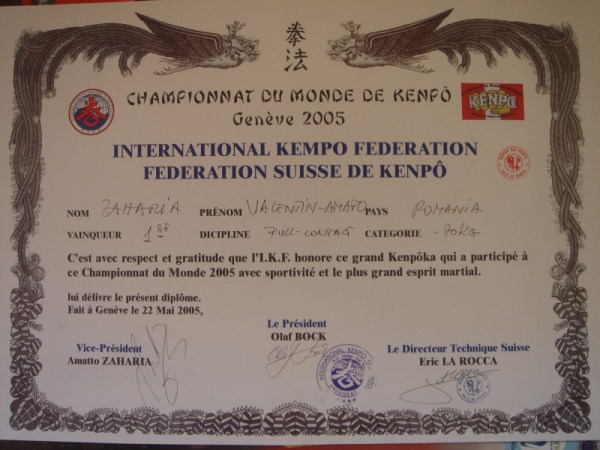 拳法
CHAMPIONNAT DU MONDE DE KENPÔ
Genève 2005
KENPO
INTERNATIONAL KEMPO FEDERATION
FEDERATION SUISSE DE KENPÔ
NOM ZAHARIA PRÉNOM VALENTIN-AMATO PAYS ROMANIA
VAINQUEUR 1er DICIPLINE FULL-CONTACT CATEGORIE -70KG
C'est avec respect et gratitude que l'I.K.F. honore ce grand Kenpôka qui a participé à
ce Championnat du Monde 2005 avec sportivité et le plus grand esprit martial.
lui délivre le présent diplôme.
Fait à Genève le 22 Mai 2005,
Le Président
Olaf BOCK
Vice-Président
Amatto ZAHARIA
Le Directeur Technique Suisse
Eric LA ROCCA
INTERNATIONAL KEMPO